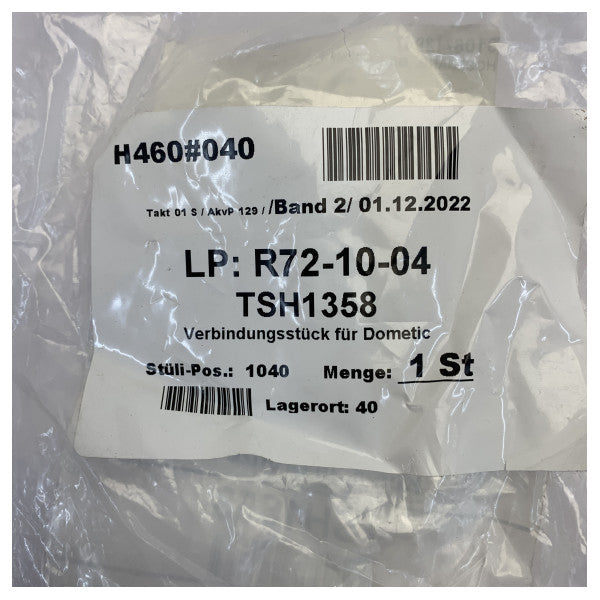 H460#040
Takt 01 S / AkvP 129 / /Band 2/ 01.12.2022
LP: R72-10-04
TSH1358
Verbindungsstück für Dometic
Stüli-Pos.: 1040 Menge: 1 St
Lagerort: 40